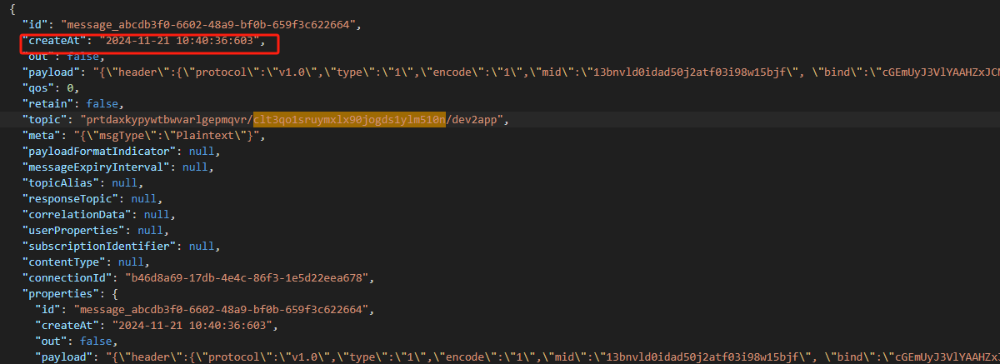 {
"id": "message_abcdb3f0-6602-48a9-bf0b-659f3c622664",
"createAt": "2024-11-21 10:40:36:603",
"out": false,
"payload": "{\"header\":{\"protocol\":\"v1.0\",\"type\":\"1\",\"encode\":\"1\",\"mid\":\"13bnvld0idad50j2atf03i98w15bjf\", \"bind\":\"cGEmUyJ3VlYAAHZxJCM
"qos": 0,
"retain": false,
"topic": "prtdaxkypywtbwvarlgepmqvr/clt3qo1sruymxlx90jogds1ylm510n/dev2app",
"meta": "{\"msgType\":\"Plaintext\"}",
"payloadFormatIndicator": null,
"messageExpiryInterval": null,
"topicAlias": null,
"responseTopic": null,
"correlationData": null,
"userProperties": null,
"subscriptionIdentifier": null,
"contentType": null,
"connectionId": "b46d8a69-17db-4e4c-86f3-1e5d22eea678",
"properties": {
"id": "message_abcdb3f0-6602-48a9-bf0b-659f3c622664",
"createAt": "2024-11-21 10:40:36:603",
"out": false,
"payload": "{\"header\":{\"protocol\":\"v1.0\",\"type\":\"1\",\"encode\":\"1\",\"mid\":\"13bnvld0idad50j2atf03i98w15bjf\", \"bind\":\"cGEmUyJ3VlYAAHZx